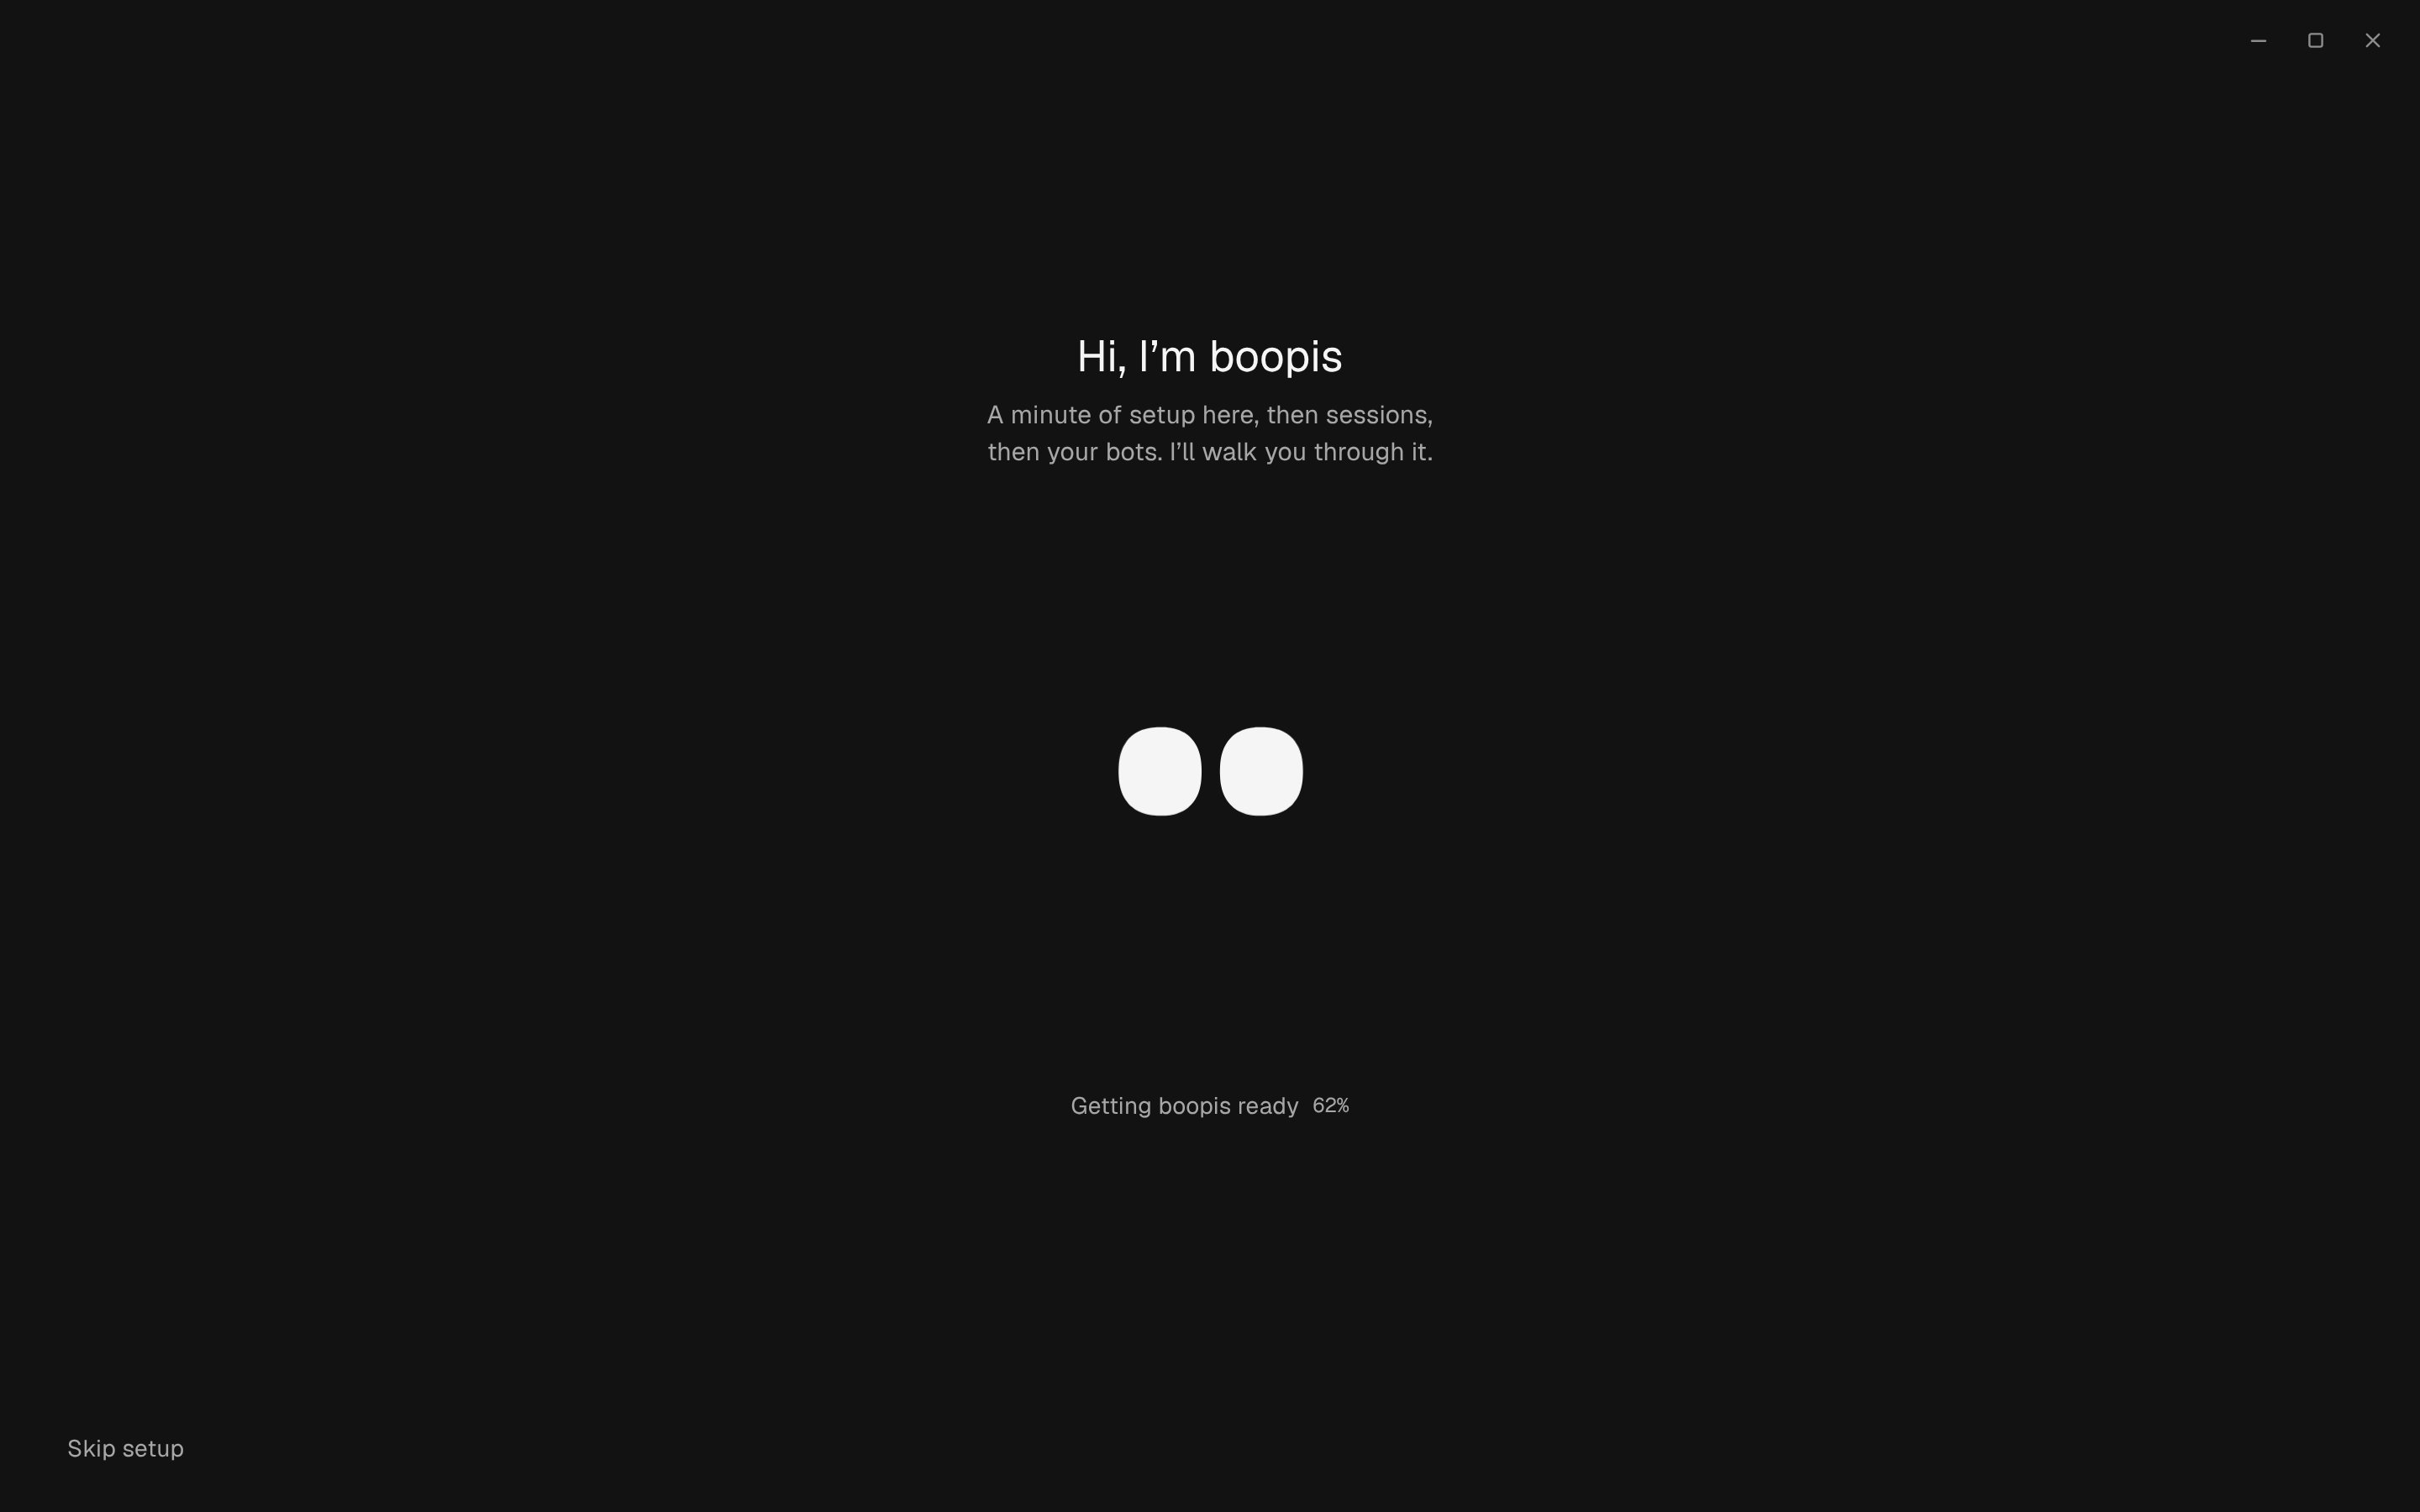 Hi, I’m boopis
A minute of setup here, then sessions,
then your bots. I’ll walk you through it.
Getting boopis ready 62%
Skip setup